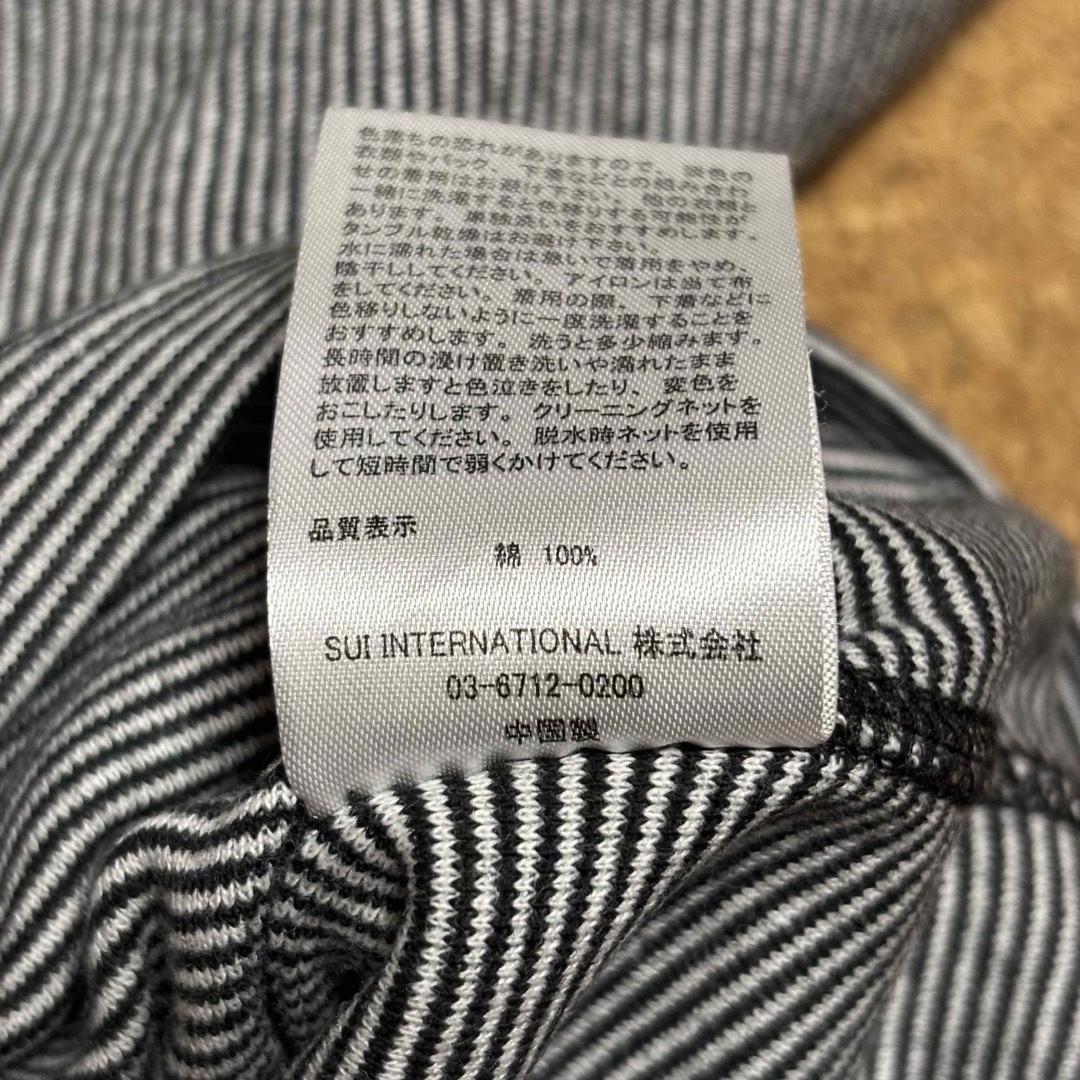 色落ちの恐れがありますので、淡色の
衣類やバッグ、下着などとの組み合わ
せの着用はお避け下さい。他の衣類と
一緒に洗濯すると色移りする可能性が
あります。単独洗いをおすすめします。
タンブル乾燥はお避け下さい。
水に濡れた場合は急いで着用をやめ、
陰干ししてください。アイロンは当て布
をしてください。着用の際、下着などに
色移りしないように一度洗濯することを
おすすめします。洗うと多少縮みます。
長時間の浸け置き洗いや濡れたまま
放置しますと色泣きをしたり、変色を
おこしたりします。クリーニングネットを
使用してください。脱水時ネットを使用
して短時間で弱くかけてください。
品質表示
綿 100%
SUI INTERNATIONAL 株式会社
03-6712-0200
中国製